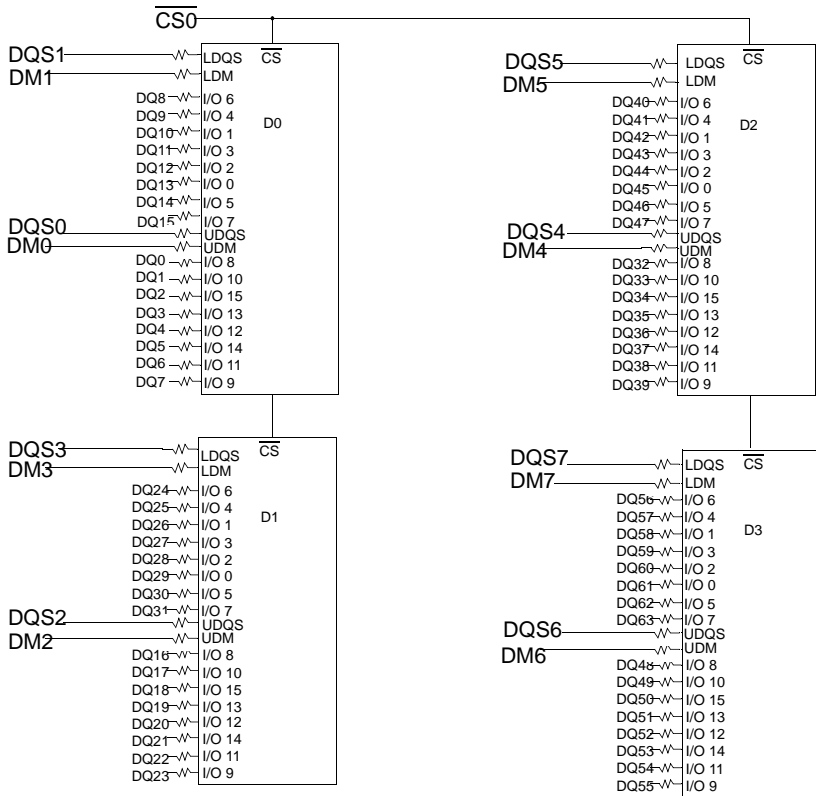 CS0
DQS1 LDQS CS
DM1 LDM
DQ8 I/O 6
DQ9 I/O 4
D0
DQ10 I/O 1
DQ11 I/O 3
DQ12 I/O 2
DQ13 I/O 0
DQ14 I/O 5
DQ15 I/O 7
DQS0 UDQS
DM0 UDM
DQ0 I/O 8
DQ1 I/O 10
DQ2 I/O 15
DQ3 I/O 13
DQ4 I/O 12
DQ5 I/O 14
DQ6 I/O 11
DQ7 I/O 9
DQS3 LDQS CS
DM3 LDM
DQ24 I/O 6
DQ25 I/O 4
D1
DQ26 I/O 1
DQ27 I/O 3
DQ28 I/O 2
DQ29 I/O 0
DQ30 I/O 5
DQ31 I/O 7
DQS2 UDQS
DM2 UDM
DQ16 I/O 8
DQ17 I/O 10
DQ18 I/O 15
DQ19 I/O 13
DQ20 I/O 12
DQ21 I/O 14
DQ22 I/O 11
DQ23 I/O 9
DQS5 LDQS CS
DM5 LDM
DQ40 I/O 6
DQ41 I/O 4
D2
DQ42 I/O 1
DQ43 I/O 3
DQ44 I/O 2
DQ45 I/O 0
DQ46 I/O 5
DQ47 I/O 7
DQS4 UDQS
DM4 UDM
DQ32 I/O 8
DQ33 I/O 10
DQ34 I/O 15
DQ35 I/O 13
DQ36 I/O 12
DQ37 I/O 14
DQ38 I/O 11
DQ39 I/O 9
DQS7 LDQS CS
DM7 LDM
DQ56 I/O 6
DQ57 I/O 4
D3
DQ58 I/O 1
DQ59 I/O 3
DQ60 I/O 2
DQ61 I/O 0
DQ62 I/O 5
DQ63 I/O 7
DQS6 UDQS
DM6 UDM
DQ48 I/O 8
DQ49 I/O 10
DQ50 I/O 15
DQ51 I/O 13
DQ52 I/O 12
DQ53 I/O 14
DQ54 I/O 11
DQ55 I/O 9